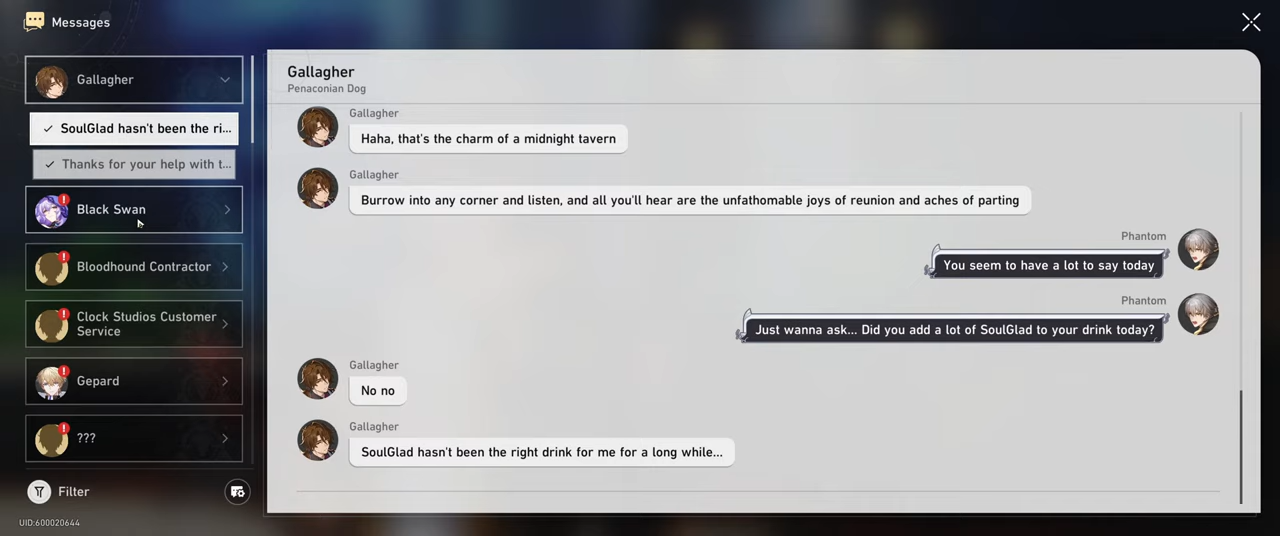 Messages
Gallagher
SoulGlad hasn't been the ri...
Thanks for your help with t...
Black Swan
Bloodhound Contractor
Clock Studios Customer
Service
Gepard
???
Filter
UID:600020644
Gallagher
Penaconian Dog
Gallagher
Haha, that's the charm of a midnight tavern
Gallagher
Burrow into any corner and listen, and all you'll hear are the unfathomable joys of reunion and aches of parting
Phantom
You seem to have a lot to say today
Phantom
Just wanna ask... Did you add a lot of SoulGlad to your drink today?
Gallagher
No no
Gallagher
SoulGlad hasn't been the right drink for me for a long while...